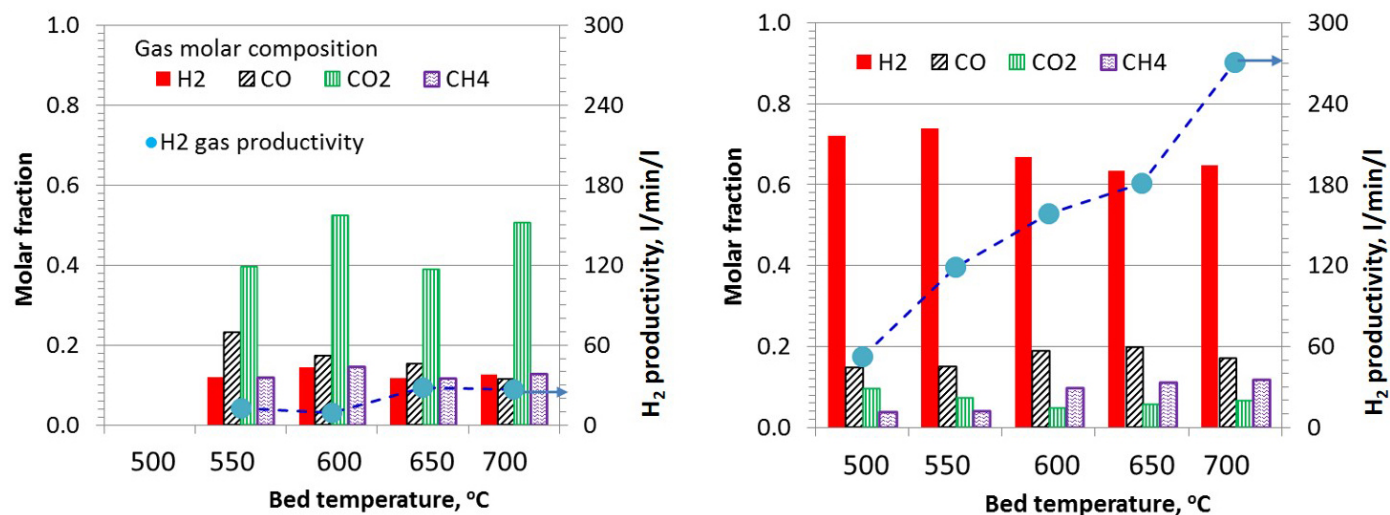 1.0
0.8
0.6
0.4
0.2
0.0
Molar fraction
Gas molar composition
H2 CO CO2 CH4
H2 gas productivity
300
240
180
120
60
0
H₂ productivity, l/min/l
500 550 600 650 700
Bed temperature, ᵒC
1.0
0.8
0.6
0.4
0.2
0.0
Molar fraction
H2 CO CO2 CH4
300
240
180
120
60
0
H₂ productivity, l/min/l
500 550 600 650 700
Bed temperature, ᵒC